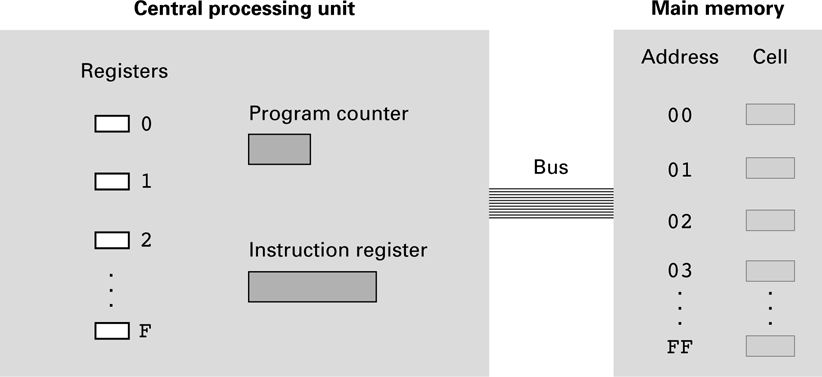 Central processing unit
Main memory
Registers
Address
Cell
Program counter
0
1
2
F
Instruction register
Bus
00
01
02
03
FF